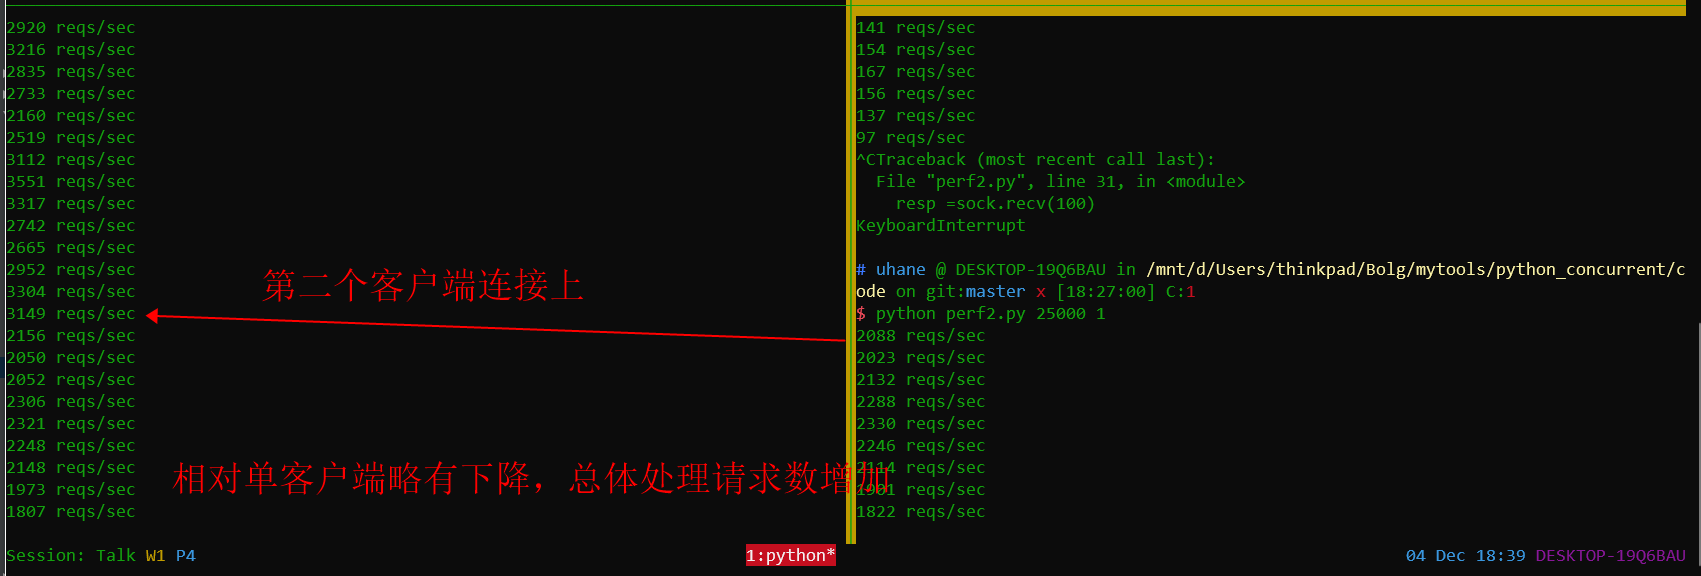 2920 reqs/sec
3216 reqs/sec
2835 reqs/sec
2733 reqs/sec
2160 reqs/sec
2519 reqs/sec
3112 reqs/sec
3551 reqs/sec
3317 reqs/sec
2742 reqs/sec
2665 reqs/sec
2952 reqs/sec
3304 reqs/sec
3149 reqs/sec
2156 reqs/sec
2050 reqs/sec
2052 reqs/sec
2306 reqs/sec
2321 reqs/sec
2248 reqs/sec
2148 reqs/sec
1973 reqs/sec
1807 reqs/sec
第二个客户端连接上
相对单客户端略有下降，总体处理请求数增加
141 reqs/sec
154 reqs/sec
167 reqs/sec
156 reqs/sec
137 reqs/sec
97 reqs/sec
^CTraceback (most recent call last):
  File "perf2.py", line 31, in <module>
    resp =sock.recv(100)
KeyboardInterrupt
# uhane @ DESKTOP-19Q6BAU in /mnt/d/Users/thinkpad/Bolg/mytools/python_concurrent/c
ode on git:master x [18:27:00] C:1
$ python perf2.py 25000 1
2088 reqs/sec
2023 reqs/sec
2132 reqs/sec
2288 reqs/sec
2330 reqs/sec
2246 reqs/sec
2114 reqs/sec
1901 reqs/sec
1822 reqs/sec
Session: Talk W1 P4
1:python*
04 Dec 18:39 DESKTOP-19Q6BAU